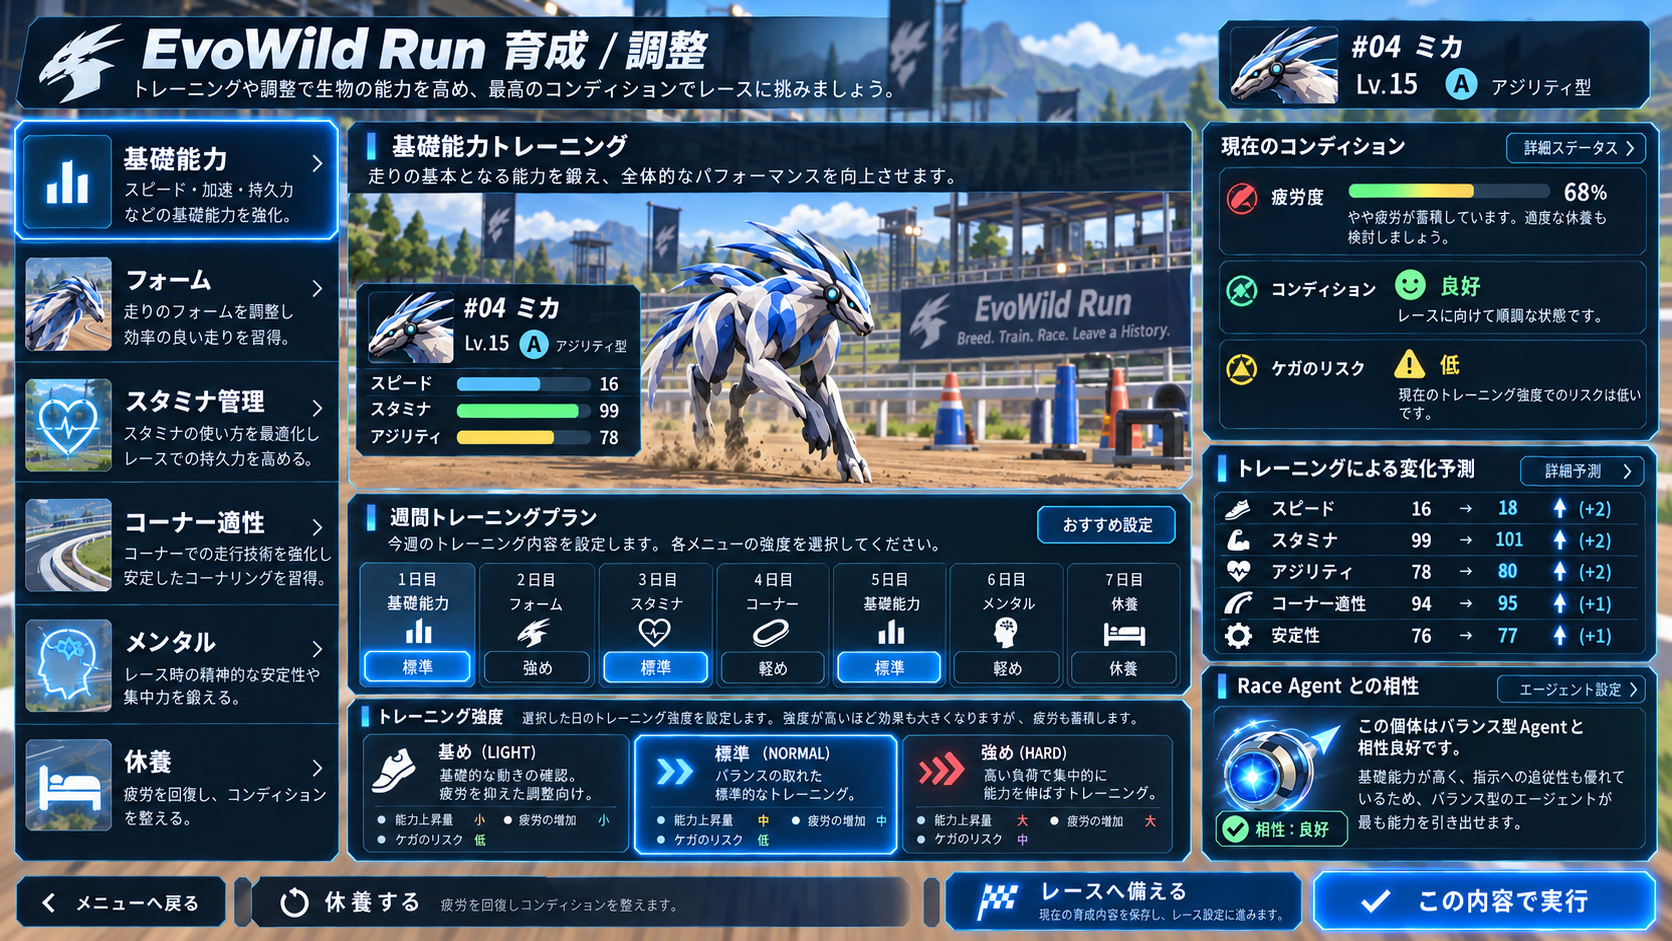 EvoWild Run 育成 / 調整
トレーニングや調整で生物の能力を高め、最高のコンディションでレースに挑みましょう。
#04 ミカ
Lv.15 A アジリティ型
基礎能力
スピード・加速・持久力
などの基礎能力を強化。
フォーム
走りのフォームを調整し
効率の良い走りを習得。
スタミナ管理
スタミナの使い方を最適化し
レースでの持久力を高める。
コーナー適性
コーナーでの走行技術を強化し
安定したコーナリングを習得。
メンタル
レース時の精神的な安定性や
集中力を鍛える。
休養
疲労を回復し、コンディション
を整える。
基礎能力トレーニング
走りの基本となる能力を鍛え、全体的なパフォーマンスを向上させます。
EvoWild Run
Breed. Train. Race. Leave a History.
#04 ミカ
Lv.15 A アジリティ型
スピード 16
スタミナ 99
アジリティ 78
週間トレーニングプラン
今週のトレーニング内容を設定します。各メニューの強度を選択してください。
おすすめ設定
1日目 2日目 3日目 4日目 5日目 6日目 7日目
基礎能力 フォーム スタミナ コーナー 基礎能力 メンタル 休養
標準 強め 標準 軽め 標準 軽め 休養
トレーニング強度 選択した日のトレーニング強度を設定します。強度が高いほど効果も大きくなりますが、疲労も蓄積します。
基め (LIGHT)
基礎的な動きの確認。
疲労を抑えた調整向け。
能力上昇量 小 疲労の増加 小
ケガのリスク 低
標準 (NORMAL)
バランスの取れた
標準的なトレーニング。
能力上昇量 中 疲労の増加 中
ケガのリスク 低
強め (HARD)
高い負荷で集中的に
能力を伸ばすトレーニング。
能力上昇量 大 疲労の増加 大
ケガのリスク 中
現在のコンディション
詳細ステータス
疲労度 68%
やや疲労が蓄積しています。適度な休養も
検討しましょう。
コンディション 良好
レースに向けて順調な状態です。
ケガのリスク 低
現在のトレーニング強度でのリスクは低い
です。
トレーニングによる変化予測
詳細予測
スピード 16 → 18 (+2)
スタミナ 99 → 101 (+2)
アジリティ 78 → 80 (+2)
コーナー適性 94 → 95 (+1)
安定性 76 → 77 (+1)
Race Agent との相性
エージェント設定
この個体はバランス型 Agentと
相性良好です。
基礎能力が高く、指示への追従性も優れて
いるため、バランス型のエージェントが
最も能力を引き出せます。
相性：良好
メニューへ戻る
休養する 疲労を回復しコンディションを整えます。
レースへ備える
現在の育成内容を保存し、レース設定に進みます。
この内容で実行